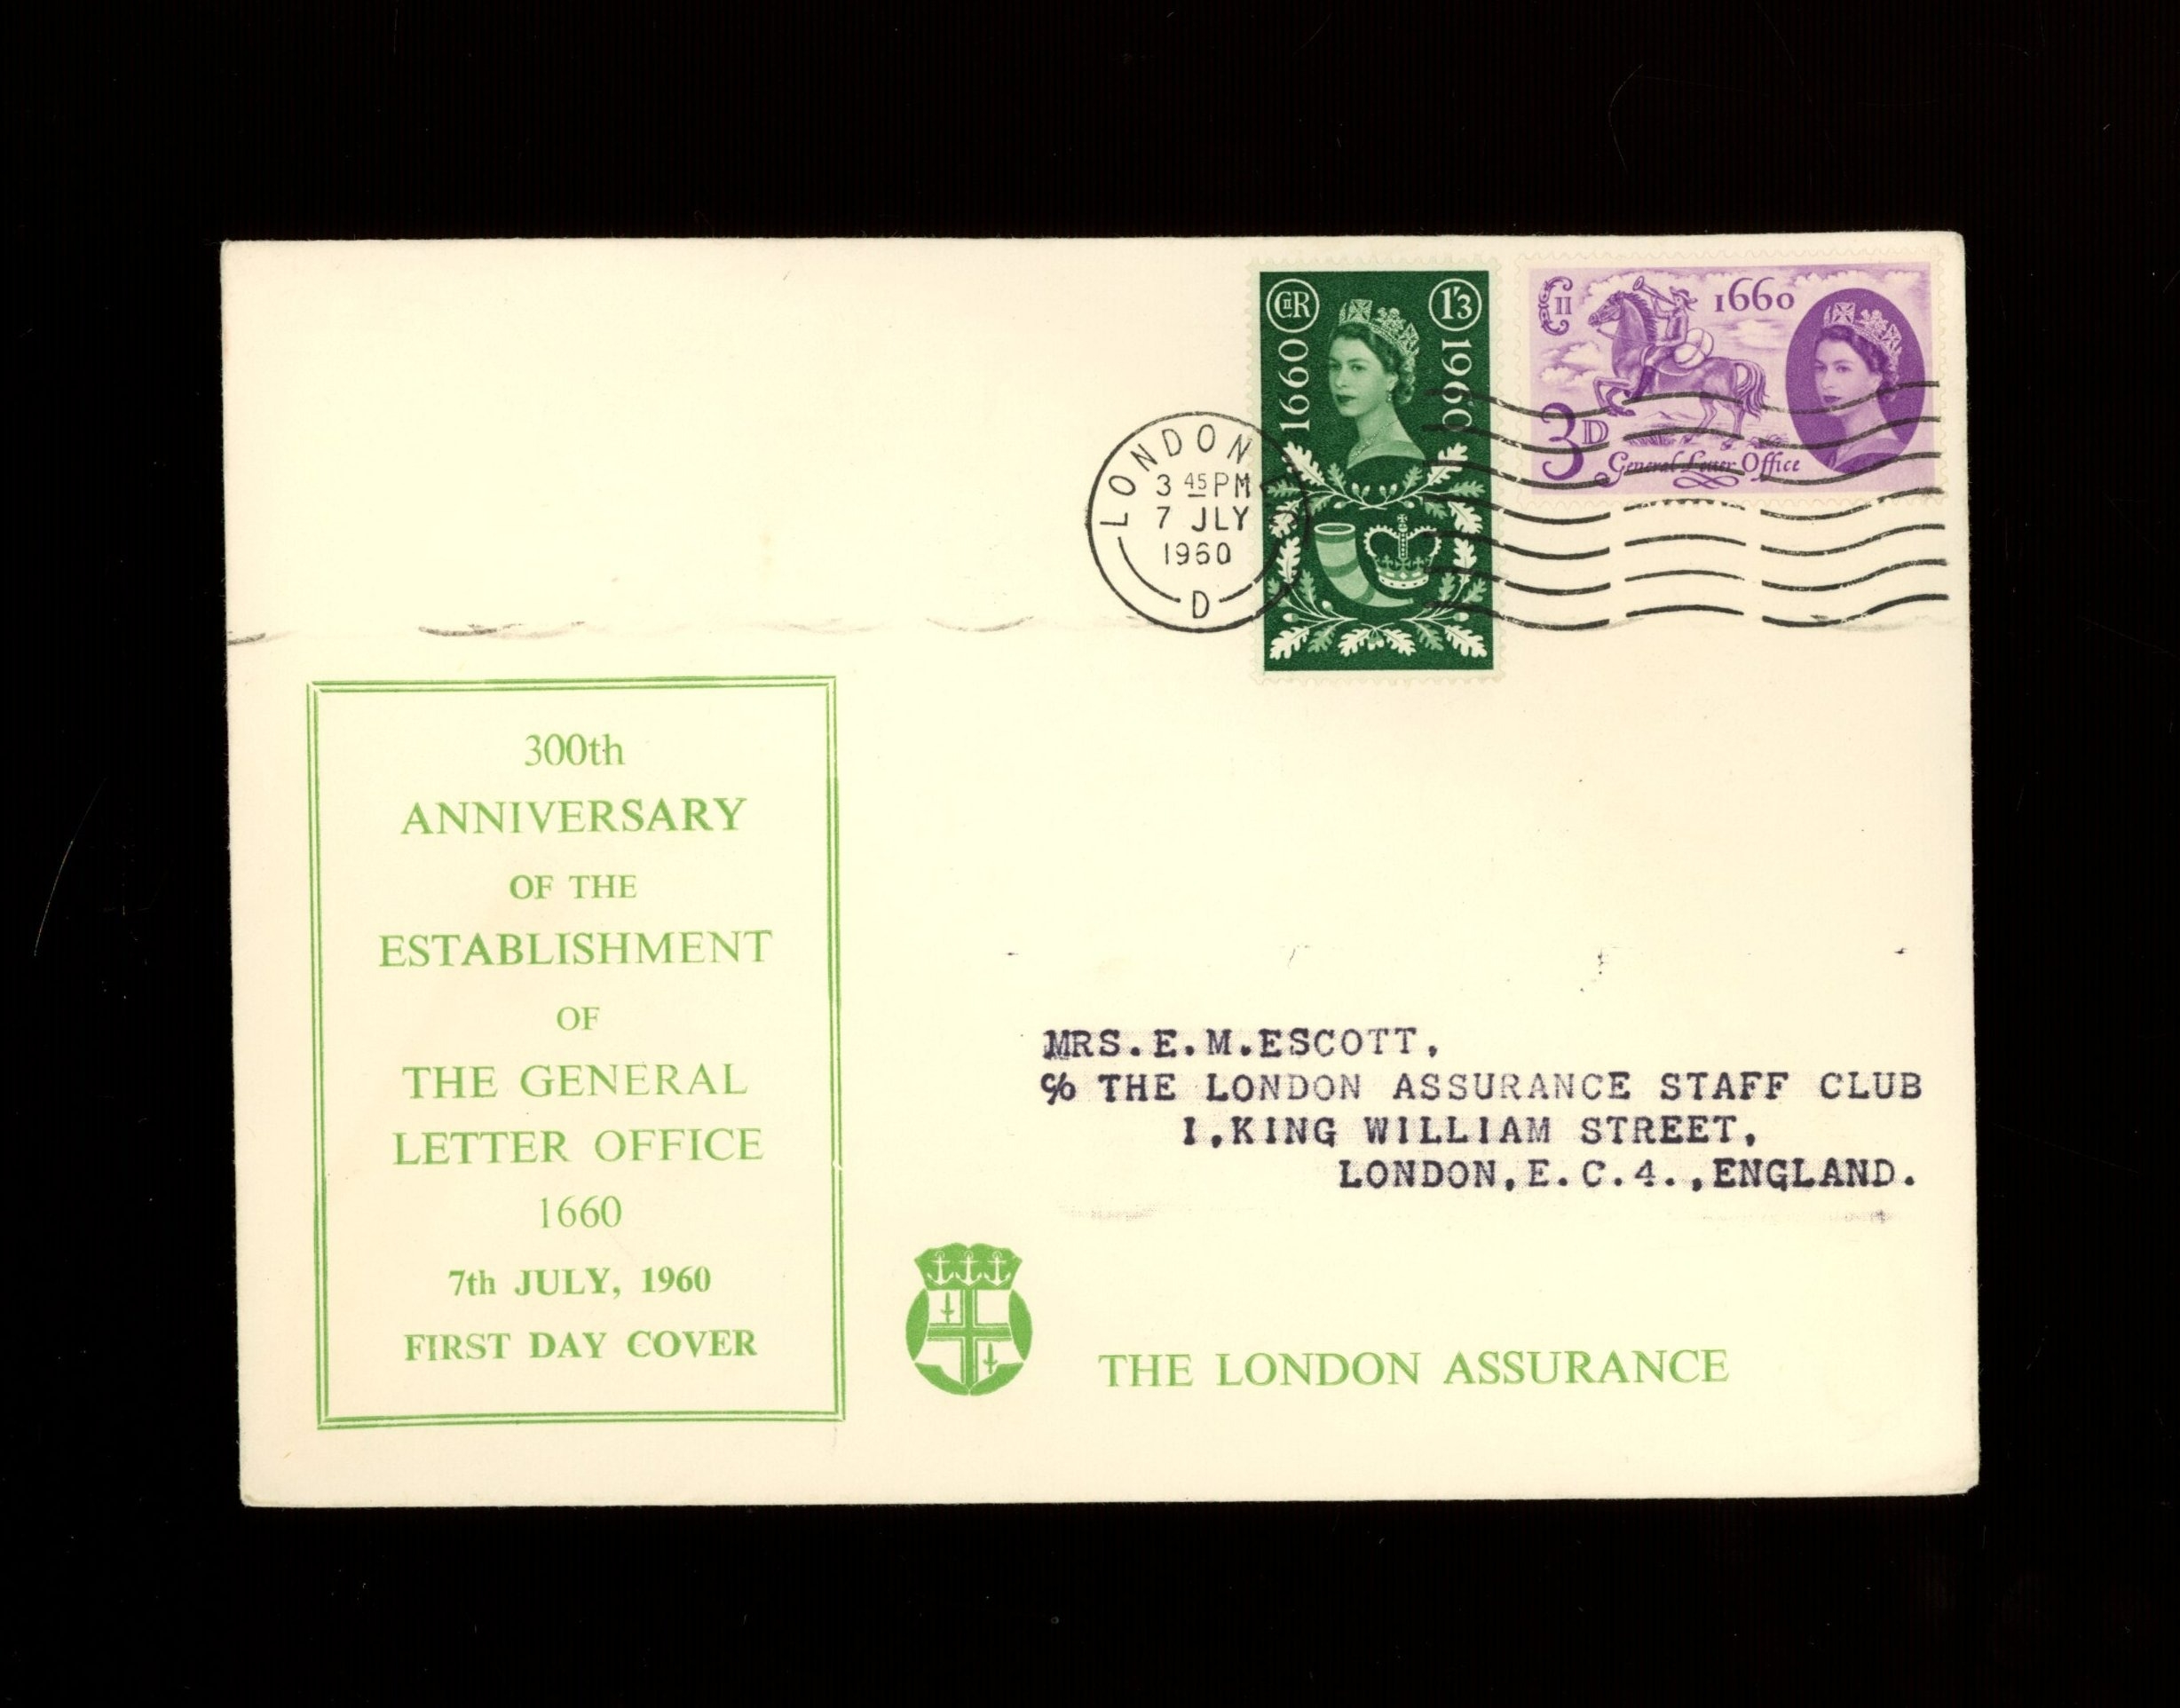 CIIR
1'3
1660
1960
CII
1660
3D
General Letter Office
LONDON
3 45 PM
7 JLY
1960
D
300th
ANNIVERSARY
OF THE
ESTABLISHMENT
OF
THE GENERAL
LETTER OFFICE
1660
7th JULY, 1960
FIRST DAY COVER
MRS.E.M.ESCOTT,
℅ THE LONDON ASSURANCE STAFF CLUB
1,KING WILLIAM STREET,
LONDON,E.C.4.,ENGLAND.
THE LONDON ASSURANCE